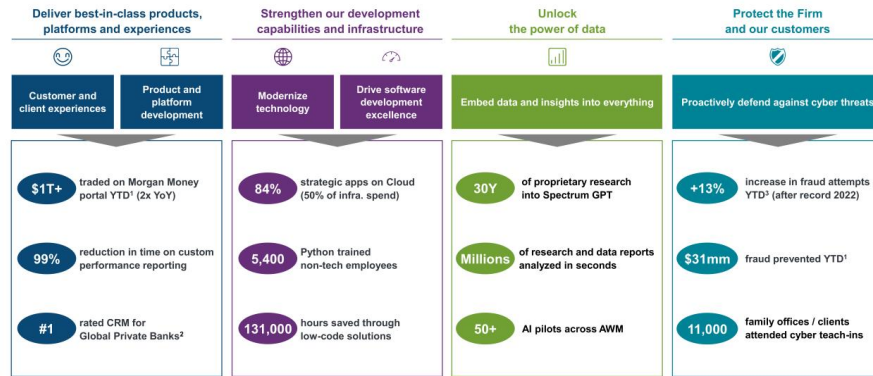 Deliver best-in-class products,
platforms and experiences
Customer and
client experiences
Product and
platform
development
$1T+
traded on Morgan Money
portal YTD¹ (2x YoY)
99%
reduction in time on custom
performance reporting
#1
rated CRM for
Global Private Banks²
Strengthen our development
capabilities and infrastructure
Modernize
technology
Drive software
development
excellence
84%
strategic apps on Cloud
(50% of infra. spend)
5,400
Python trained
non-tech employees
131,000
hours saved through
low-code solutions
Unlock
the power of data
Embed data and insights into everything
30Y
of proprietary research
into Spectrum GPT
Millions
of research and data reports
analyzed in seconds
50+
AI pilots across AWM
Protect the Firm
and our customers
Proactively defend against cyber threats
+13%
increase in fraud attempts
YTD³ (after record 2022)
$31mm
fraud prevented YTD¹
11,000
family offices / clients
attended cyber teach-ins